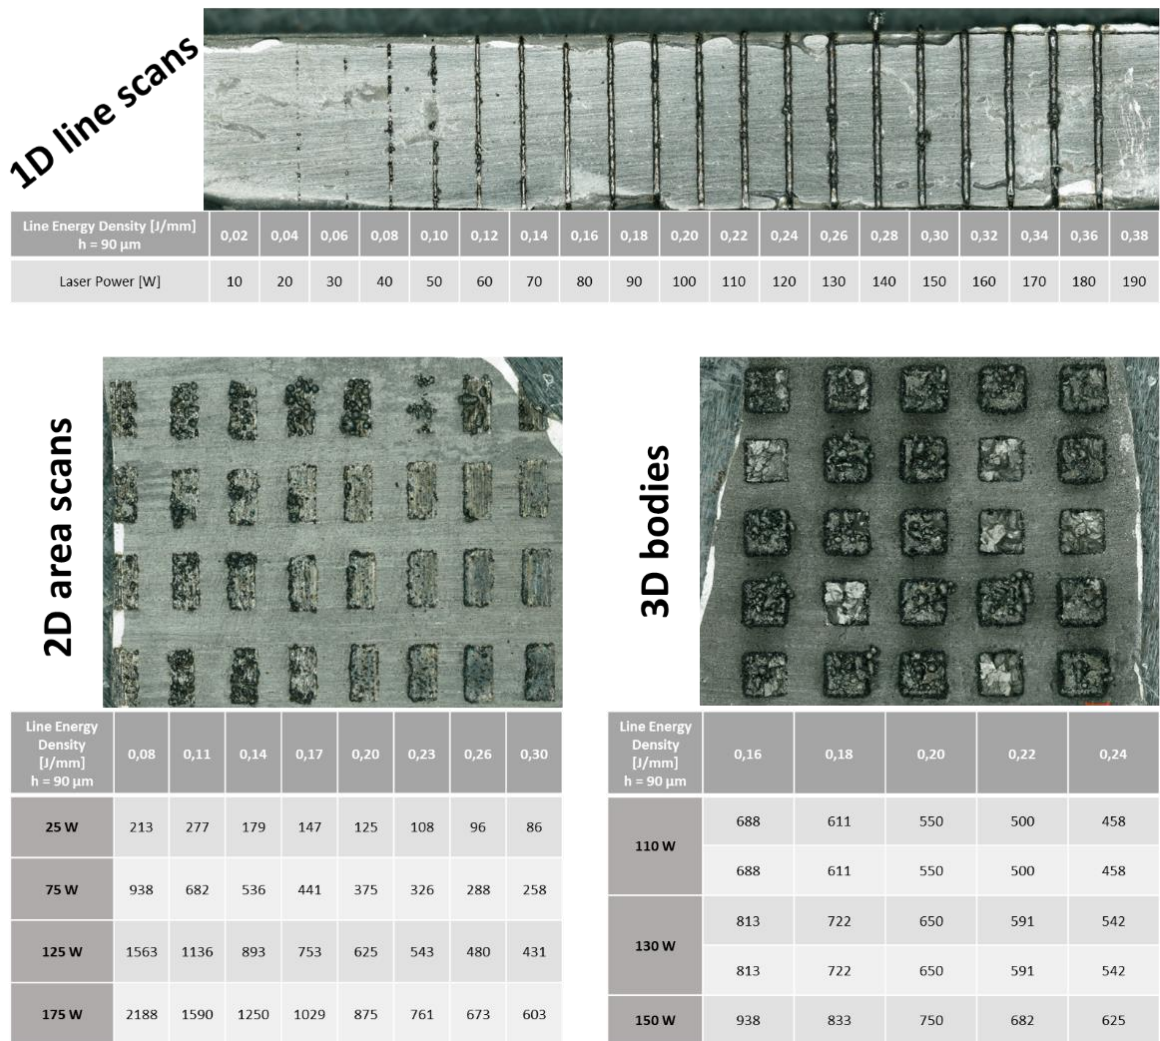 1D line scans
Line Energy Density [J/mm]
h = 90 µm
0,02 0,04 0,06 0,08 0,10 0,12 0,14 0,16 0,18 0,20 0,22 0,24 0,26 0,28 0,30 0,32 0,34 0,36 0,38
Laser Power [W] 10 20 30 40 50 60 70 80 90 100 110 120 130 140 150 160 170 180 190
2D area scans
Line Energy
Density
[J/mm]
h = 90 µm
0,08 0,11 0,14 0,17 0,20 0,23 0,26 0,30
25 W 213 277 179 147 125 108 96 86
75 W 938 682 536 441 375 326 288 258
125 W 1563 1136 893 753 625 543 480 431
175 W 2188 1590 1250 1029 875 761 673 603
3D bodies
Line Energy
Density
[J/mm]
h = 90 µm
0,16 0,18 0,20 0,22 0,24
110 W
688 611 550 500 458
688 611 550 500 458
130 W
813 722 650 591 542
813 722 650 591 542
150 W 938 833 750 682 625